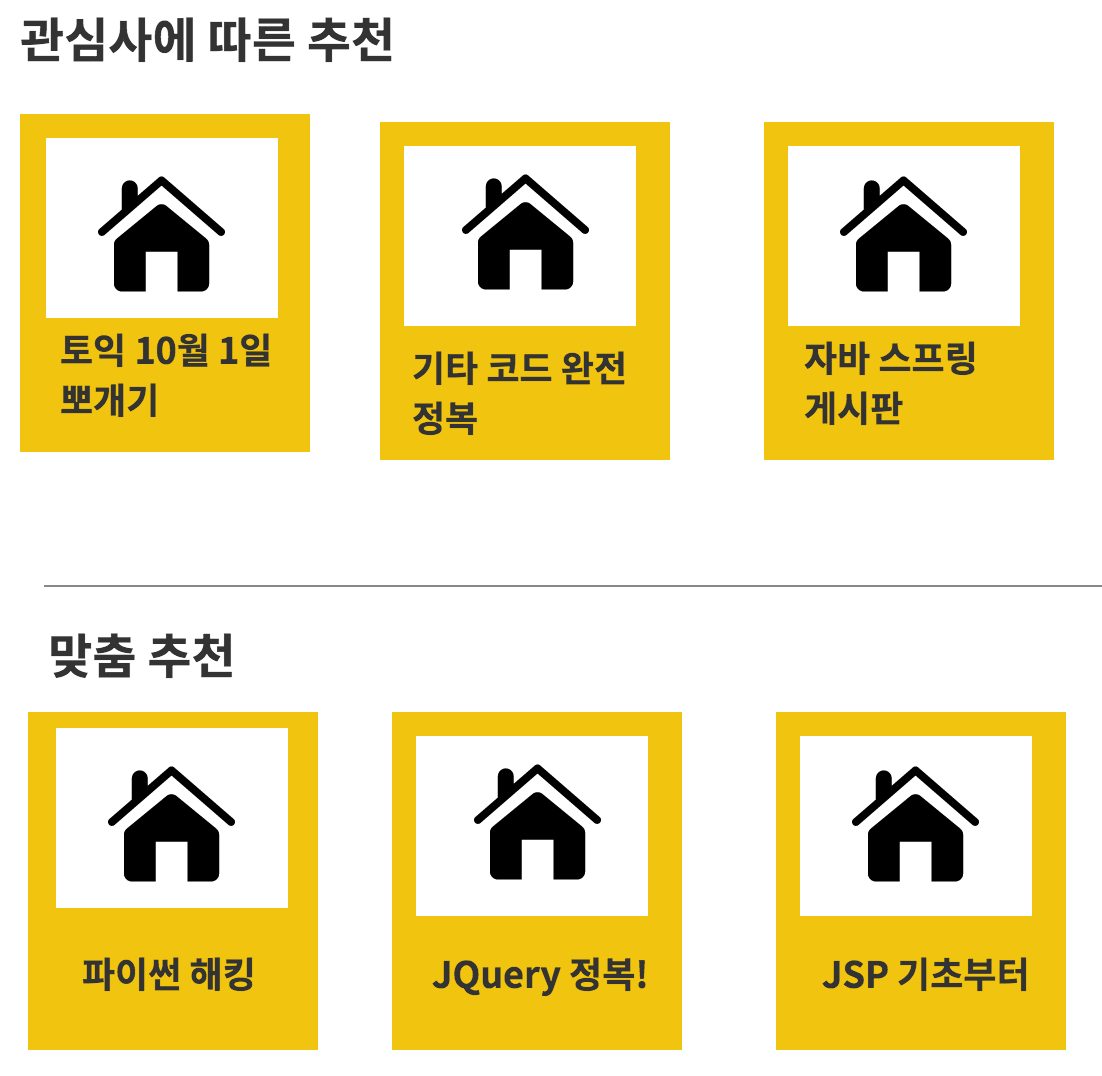 관심사에 따른 추천
토익 10월 1일
뽀개기
기타 코드 완전
정복
자바 스프링
게시판
맞춤 추천
파이썬 해킹
JQuery 정복!
JSP 기초부터